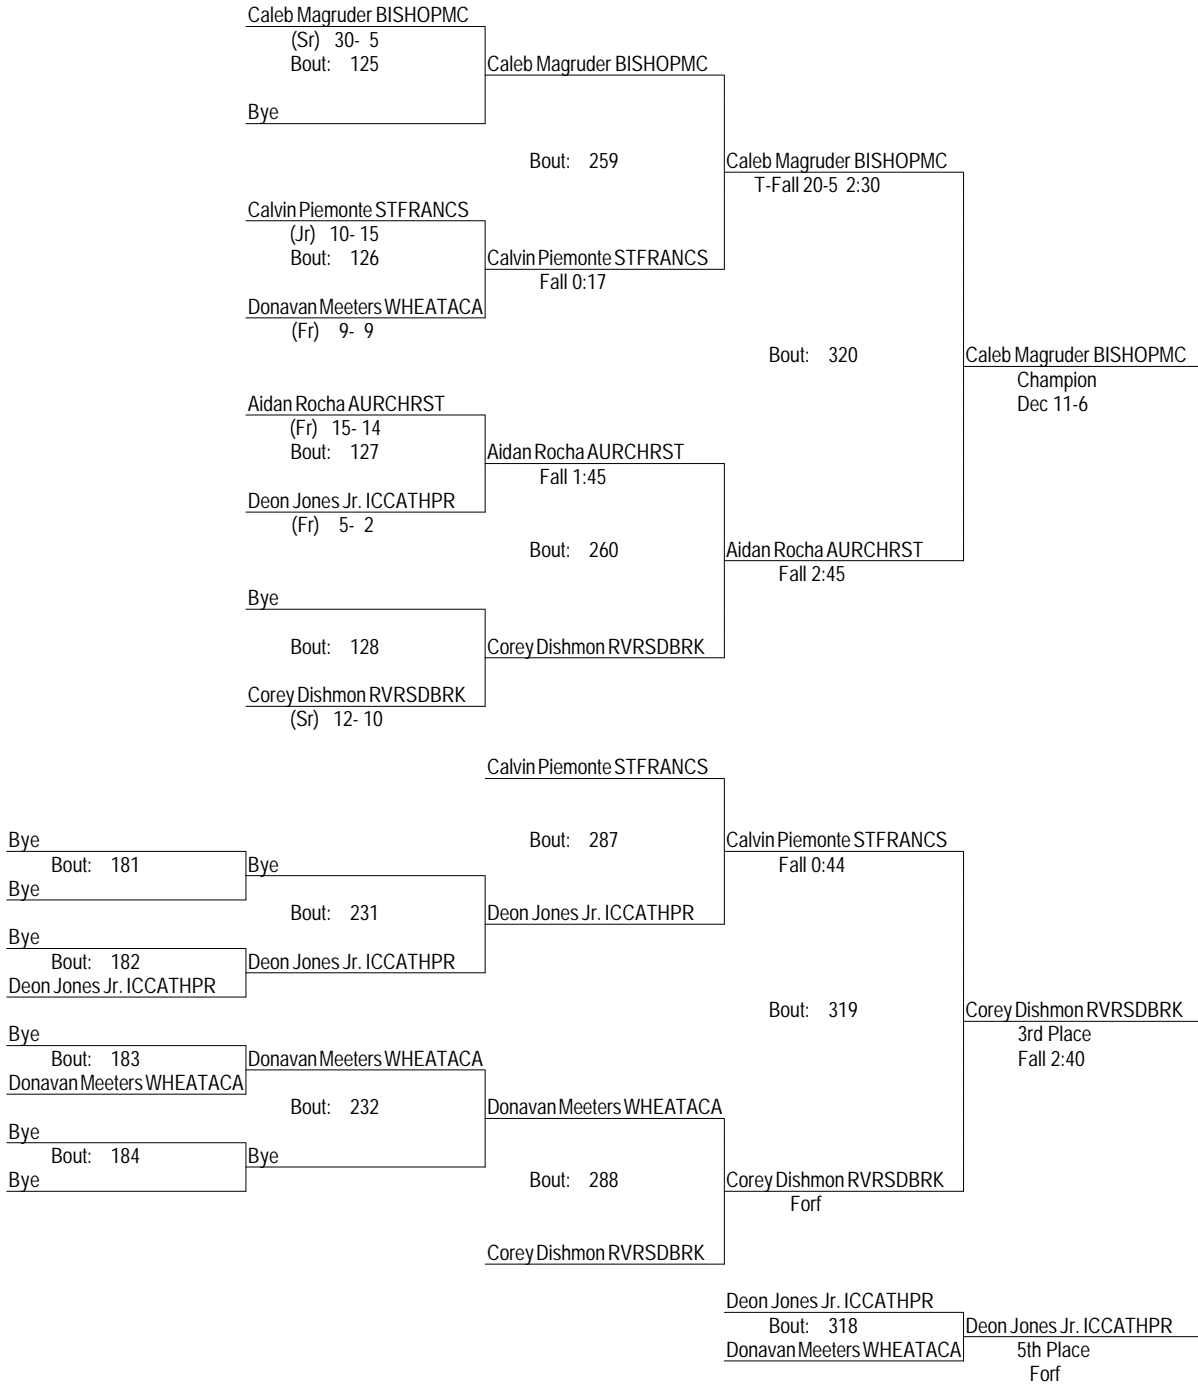 Caleb Magruder BISHOPMC
(Sr) 30- 5
Bout: 125
Caleb Magruder BISHOPMC
Bye
Bout: 259
Caleb Magruder BISHOPMC
T-Fall 20-5 2:30
Calvin Piemonte STFRANCS
(Jr) 10- 15
Bout: 126
Calvin Piemonte STFRANCS
Fall 0:17
Donavan Meeters WHEATACA
(Fr) 9- 9
Bout: 320
Caleb Magruder BISHOPMC
Champion
Dec 11-6
Aidan Rocha AURCHRST
(Fr) 15- 14
Bout: 127
Aidan Rocha AURCHRST
Fall 1:45
Deon Jones Jr. ICCATHPR
(Fr) 5- 2
Bout: 260
Aidan Rocha AURCHRST
Fall 2:45
Bye
Bout: 128
Corey Dishmon RVRSDBRK
Corey Dishmon RVRSDBRK
(Sr) 12- 10
Calvin Piemonte STFRANCS
Bye
Bout: 181
Bye
Bye
Bout: 287
Calvin Piemonte STFRANCS
Fall 0:44
Bout: 231
Deon Jones Jr. ICCATHPR
Bye
Bout: 182
Deon Jones Jr. ICCATHPR
Deon Jones Jr. ICCATHPR
Bout: 319
Corey Dishmon RVRSDBRK
3rd Place
Fall 2:40
Bye
Bout: 183
Donavan Meeters WHEATACA
Donavan Meeters WHEATACA
Bout: 232
Donavan Meeters WHEATACA
Bye
Bout: 184
Bye
Bye
Bout: 288
Corey Dishmon RVRSDBRK
Forf
Corey Dishmon RVRSDBRK
Deon Jones Jr. ICCATHPR
Bout: 318
Donavan Meeters WHEATACA
Deon Jones Jr. ICCATHPR
5th Place
Forf